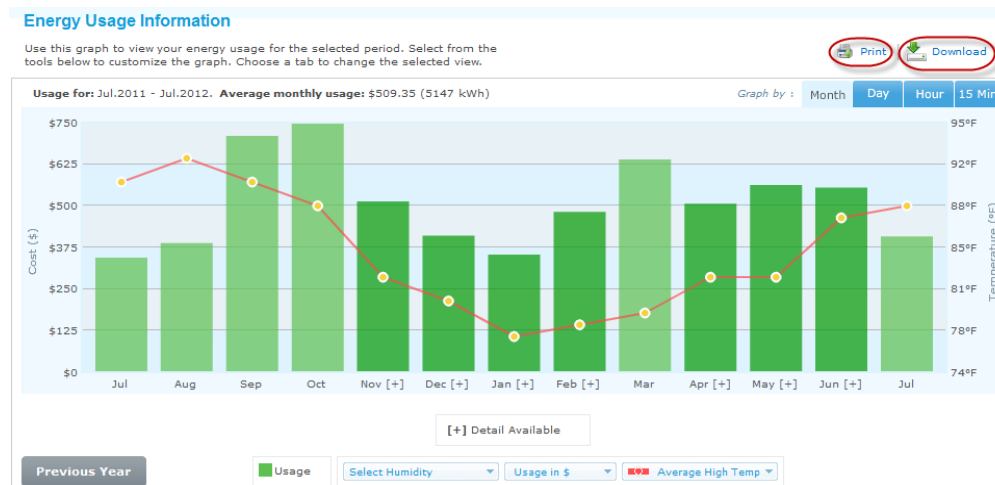 Energy Usage Information
Use this graph to view your energy usage for the selected period. Select from the
tools below to customize the graph. Choose a tab to change the selected view.
Print
Download
Usage for: Jul.2011 - Jul.2012. Average monthly usage: $509.35 (5147 kWh)
Graph by :
Month
Day
Hour
15 Min
$750
95°F
$625
92°F
$500
88°F
$375
85°F
$250
81°F
$125
78°F
$0
74°F
Cost ($)
Temperature (°F)
Jul
Aug
Sep
Oct
Nov [+]
Dec [+]
Jan [+]
Feb [+]
Mar
Apr [+]
May [+]
Jun [+]
Jul
[+] Detail Available
Previous Year
Usage
Select Humidity
Usage in $
Average High Temp